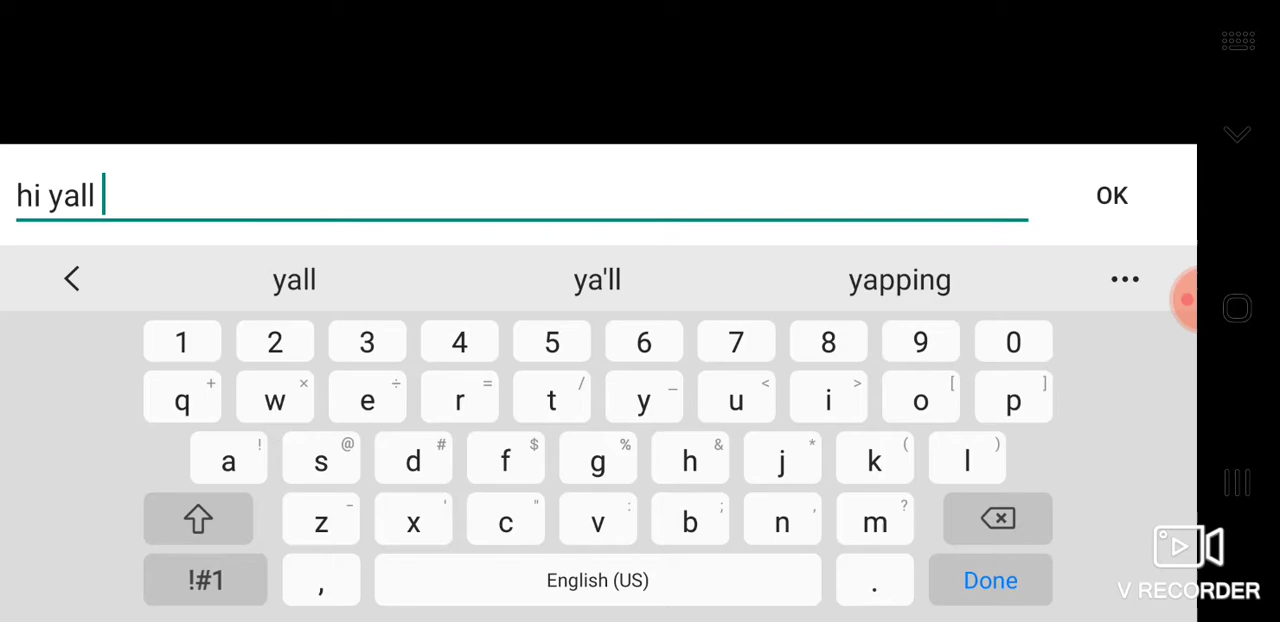 hi yall
OK
yall ya'll yapping
1 2 3 4 5 6 7 8 9 0
q + w × e ÷ r = t / y _ u < i > o [ p ]
a ! s @ d # f $ g % h & j * k ( l )
z - x ' c " v : b ; n , m ?
!#1 , English (US) . Done
V RECORDER